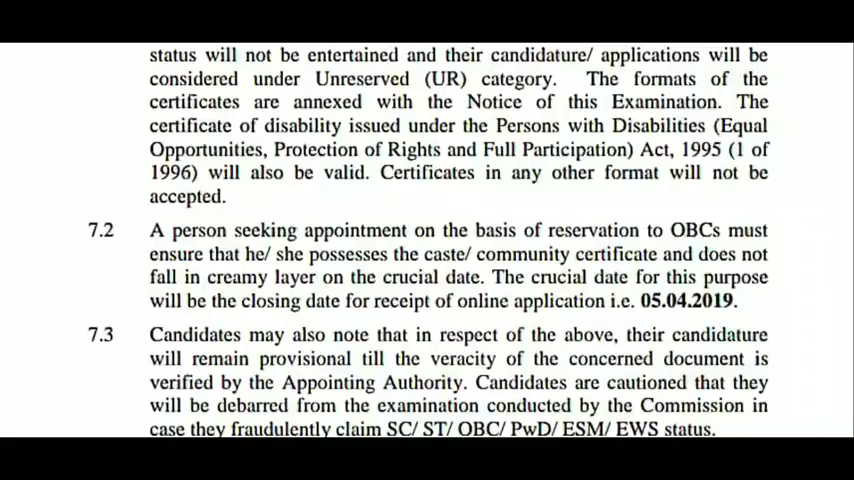 status will not be entertained and their candidature/ applications will be
considered under Unreserved (UR) category. The formats of the
certificates are annexed with the Notice of this Examination. The
certificate of disability issued under the Persons with Disabilities (Equal
Opportunities, Protection of Rights and Full Participation) Act, 1995 (1 of
1996) will also be valid. Certificates in any other format will not be
accepted.
7.2 A person seeking appointment on the basis of reservation to OBCs must
ensure that he/ she possesses the caste/ community certificate and does not
fall in creamy layer on the crucial date. The crucial date for this purpose
will be the closing date for receipt of online application i.e. 05.04.2019.
7.3 Candidates may also note that in respect of the above, their candidature
will remain provisional till the veracity of the concerned document is
verified by the Appointing Authority. Candidates are cautioned that they
will be debarred from the examination conducted by the Commission in
case they fraudulently claim SC/ ST/ OBC/ PwD/ ESM/ EWS status.